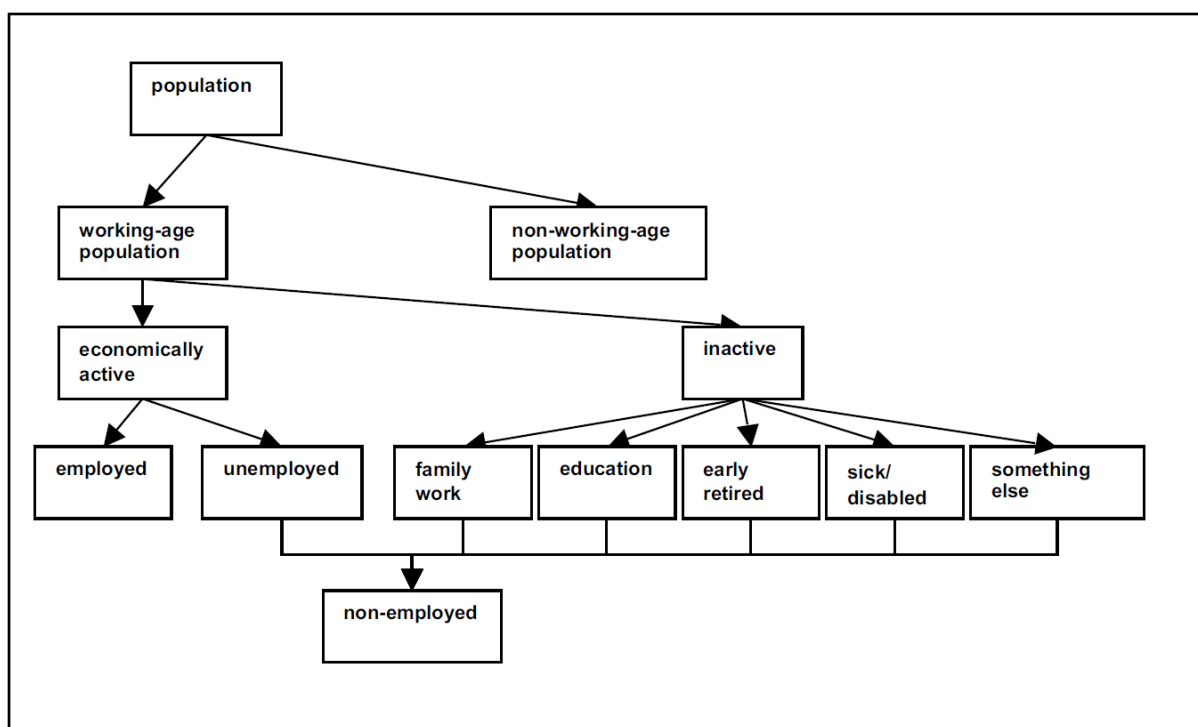 population
working-age
population
non-working-age
population
economically
active
inactive
employed
unemployed
family
work
education
early
retired
sick/
disabled
something
else
non-employed